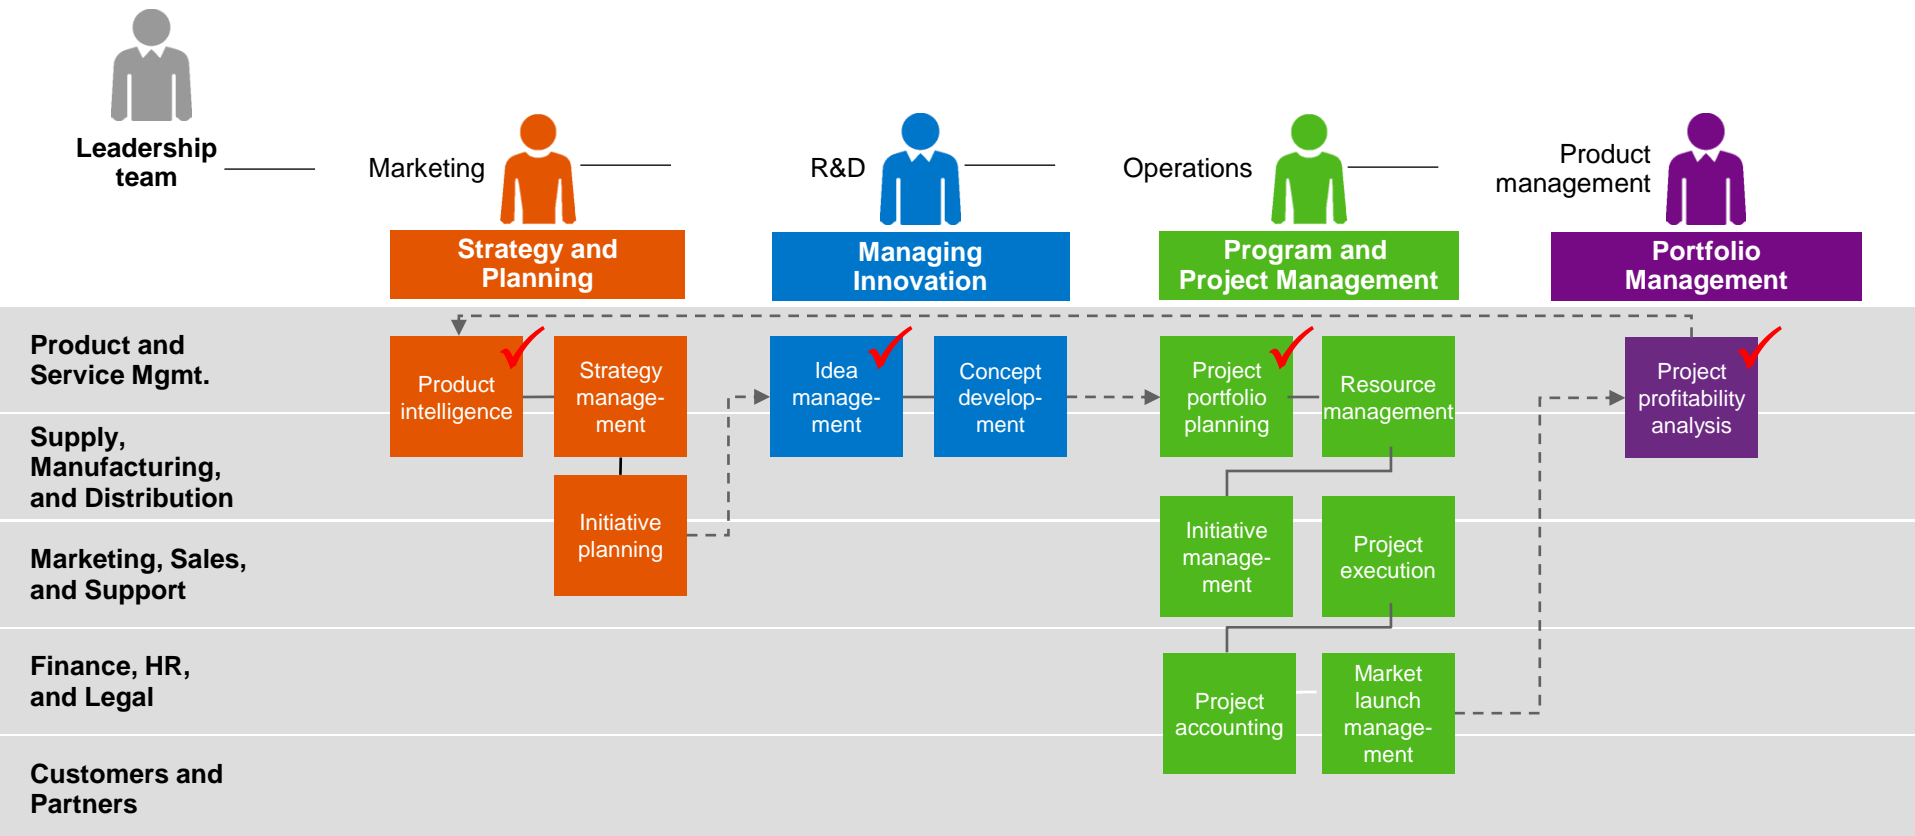 Leadership
team
Marketing
R&D
Operations
Product
management
Strategy and
Planning
Managing
Innovation
Program and
Project Management
Portfolio
Management
Product and
Service Mgmt.
Product
intelligence
Strategy
manage-
ment
Idea
manage-
ment
Concept
develop-
ment
Project
portfolio
planning
Resource
management
Project
profitability
analysis
Supply,
Manufacturing,
and Distribution
Initiative
planning
Initiative
manage-
ment
Project
execution
Marketing, Sales,
and Support
Finance, HR,
and Legal
Project
accounting
Market
launch
manage-
ment
Customers and
Partners